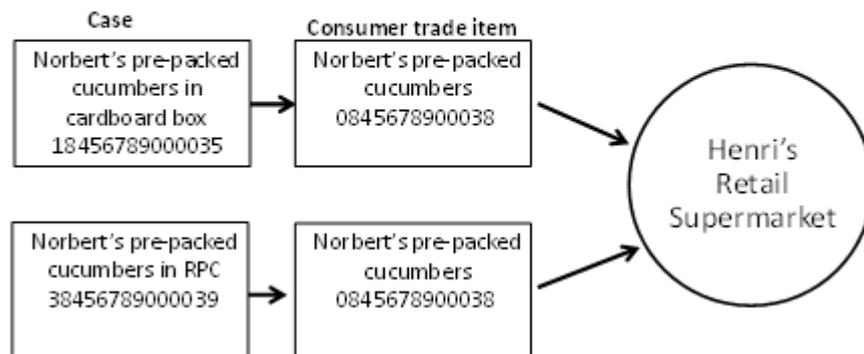 Case
Consumer trade item
Norbert's pre-packed
cucumbers in
cardboard box
18456789000035
Norbert's pre-packed
cucumbers
0845678900038
Henri's
Retail
Supermarket
Norbert's pre-packed
cucumbers in RPC
38456789000039
Norbert's pre-packed
cucumbers
0845678900038